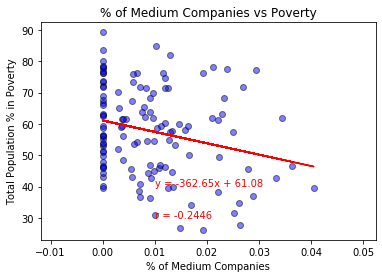 % of Medium Companies vs Poverty
Total Population % in Poverty
90
80
70
60
50
40
30
y = -362.65x + 61.08
r = -0.2446
−0.01 0.00 0.01 0.02 0.03 0.04 0.05
% of Medium Companies